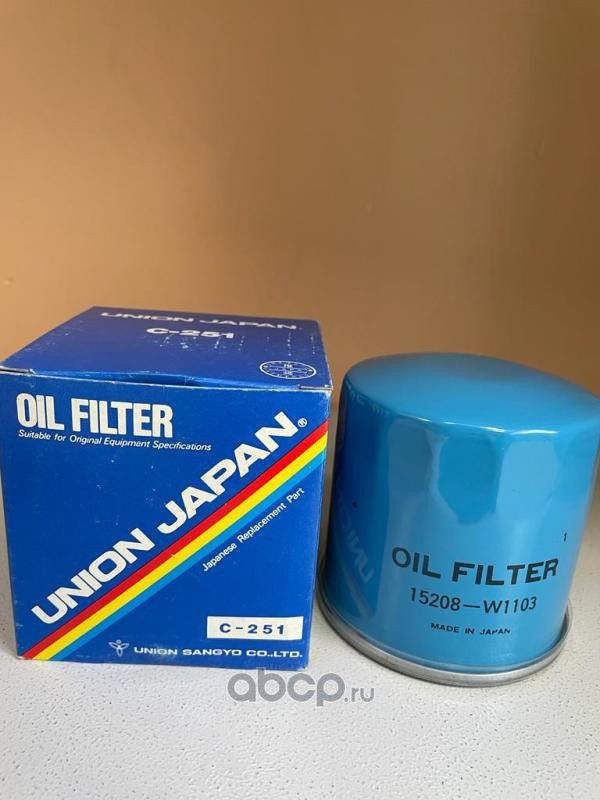 UNION JAPAN
C-251
OIL FILTER
Suitable for Original Equipment Specifications
UNION JAPAN®
Japanese Replacement Part
C-251
UNION SANGYO CO.,LTD.
OIL FILTER
15208-W1103
MADE IN JAPAN
1
abcp.ru